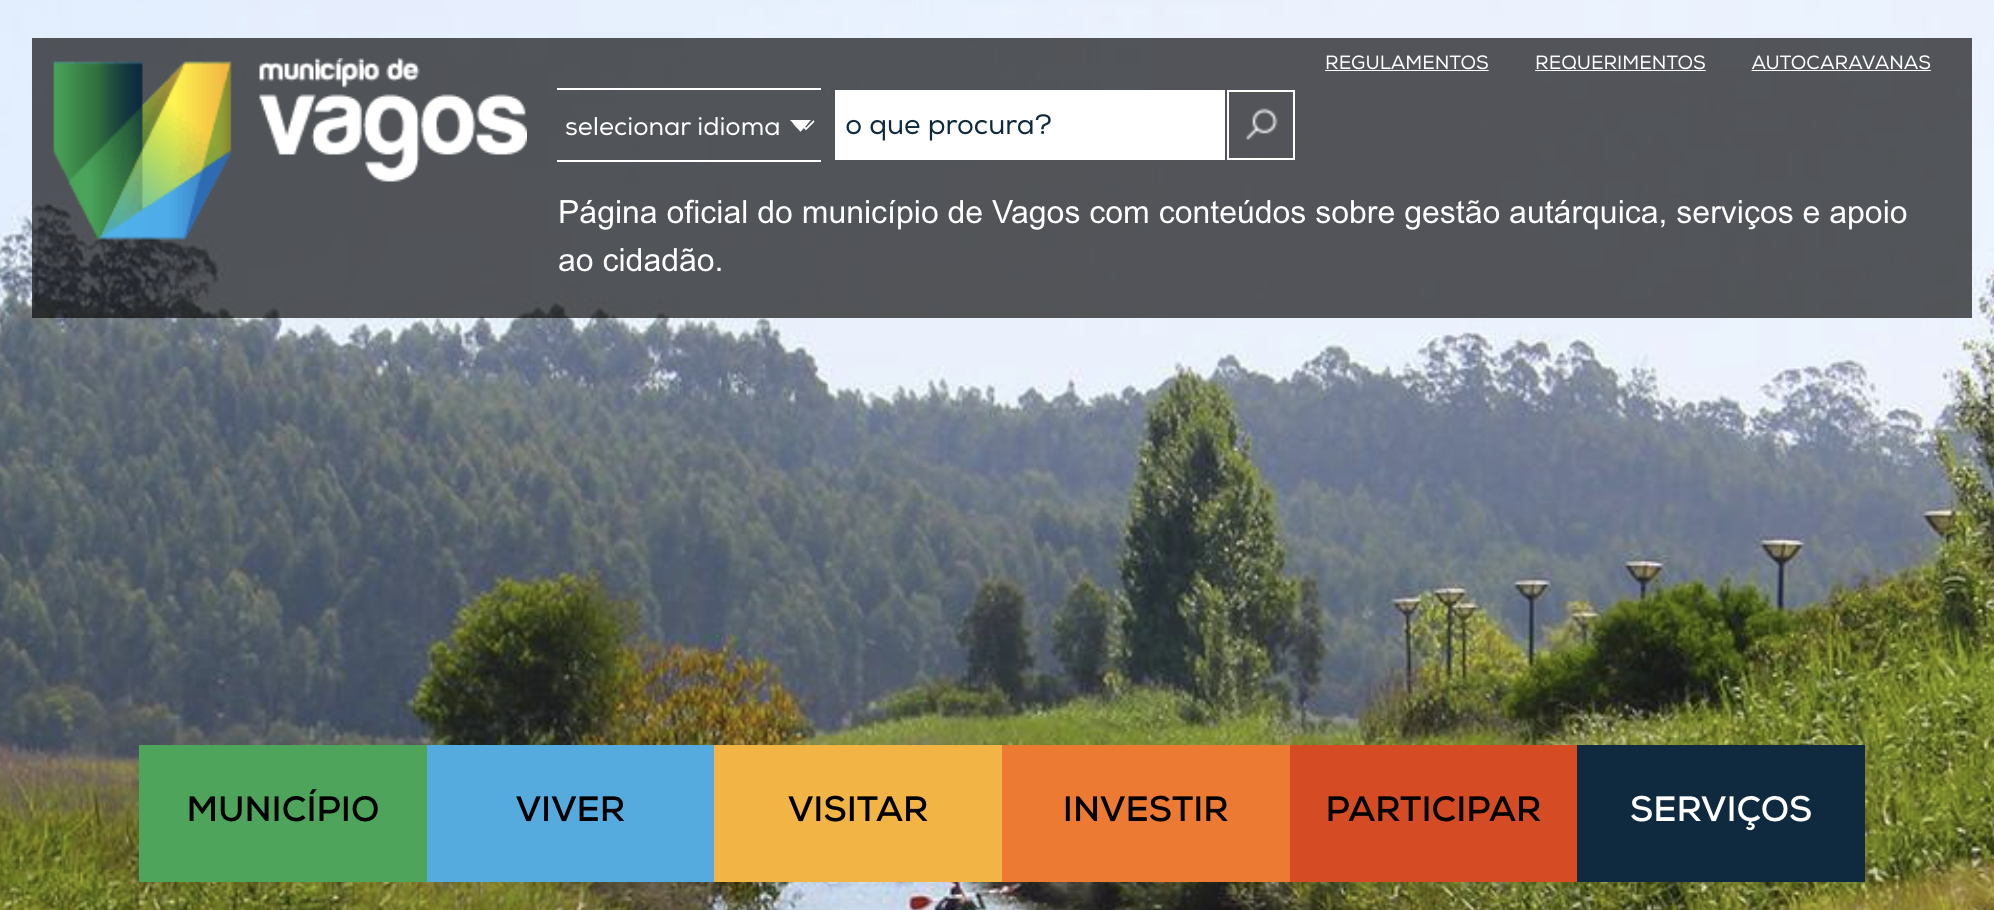 município de
vagos
REGULAMENTOS REQUERIMENTOS AUTOCARAVANAS
selecionar idioma
o que procura?
Página oficial do município de Vagos com conteúdos sobre gestão autárquica, serviços e apoio
ao cidadão.
MUNICÍPIO VIVER VISITAR INVESTIR PARTICIPAR SERVIÇOS